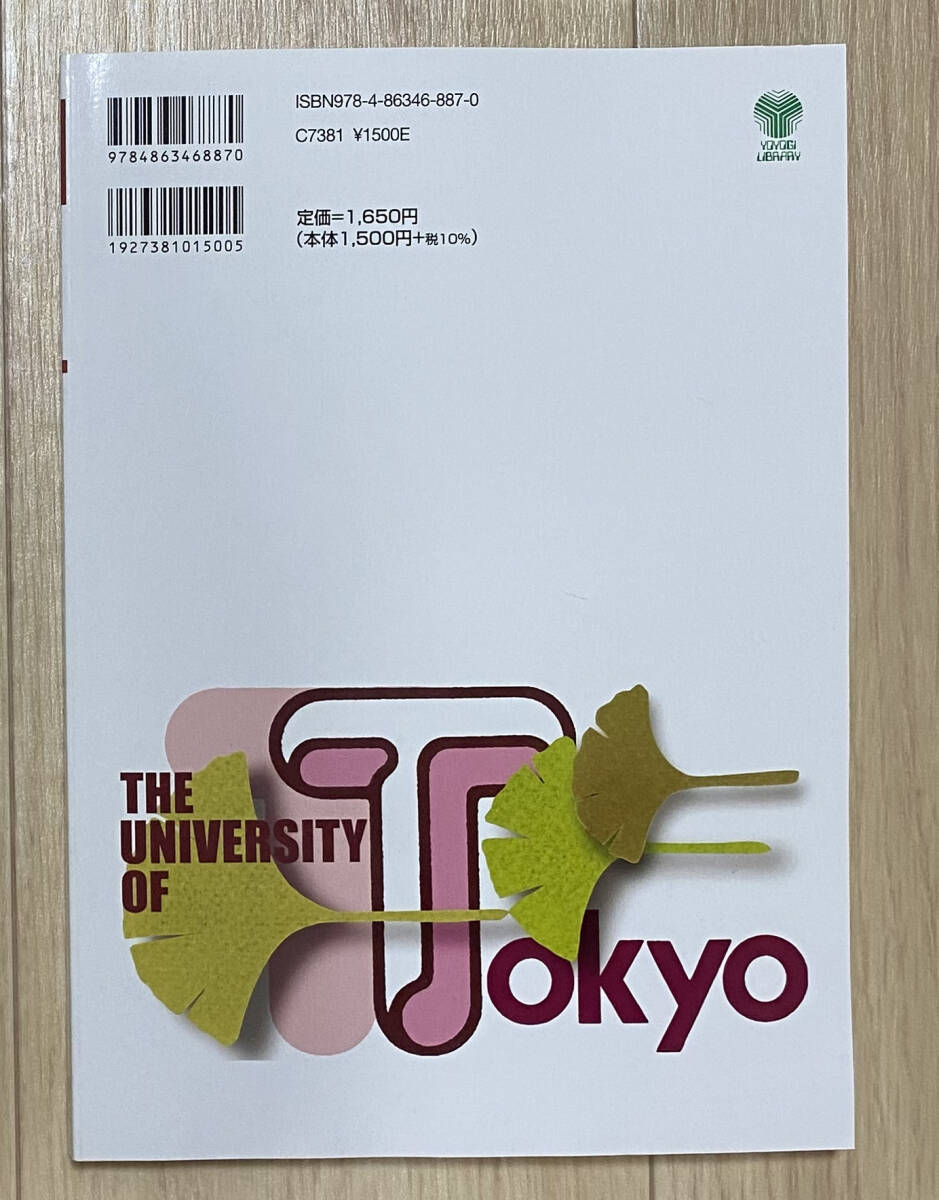 ISBN978-4-86346-887-0
C7381 ¥1500E
9784863468870
定価=1,650円
(本体1,500円+税10%)
1927381015005
YOYOGI
LIBRARY
THE
UNIVERSITY
OF
Tokyo